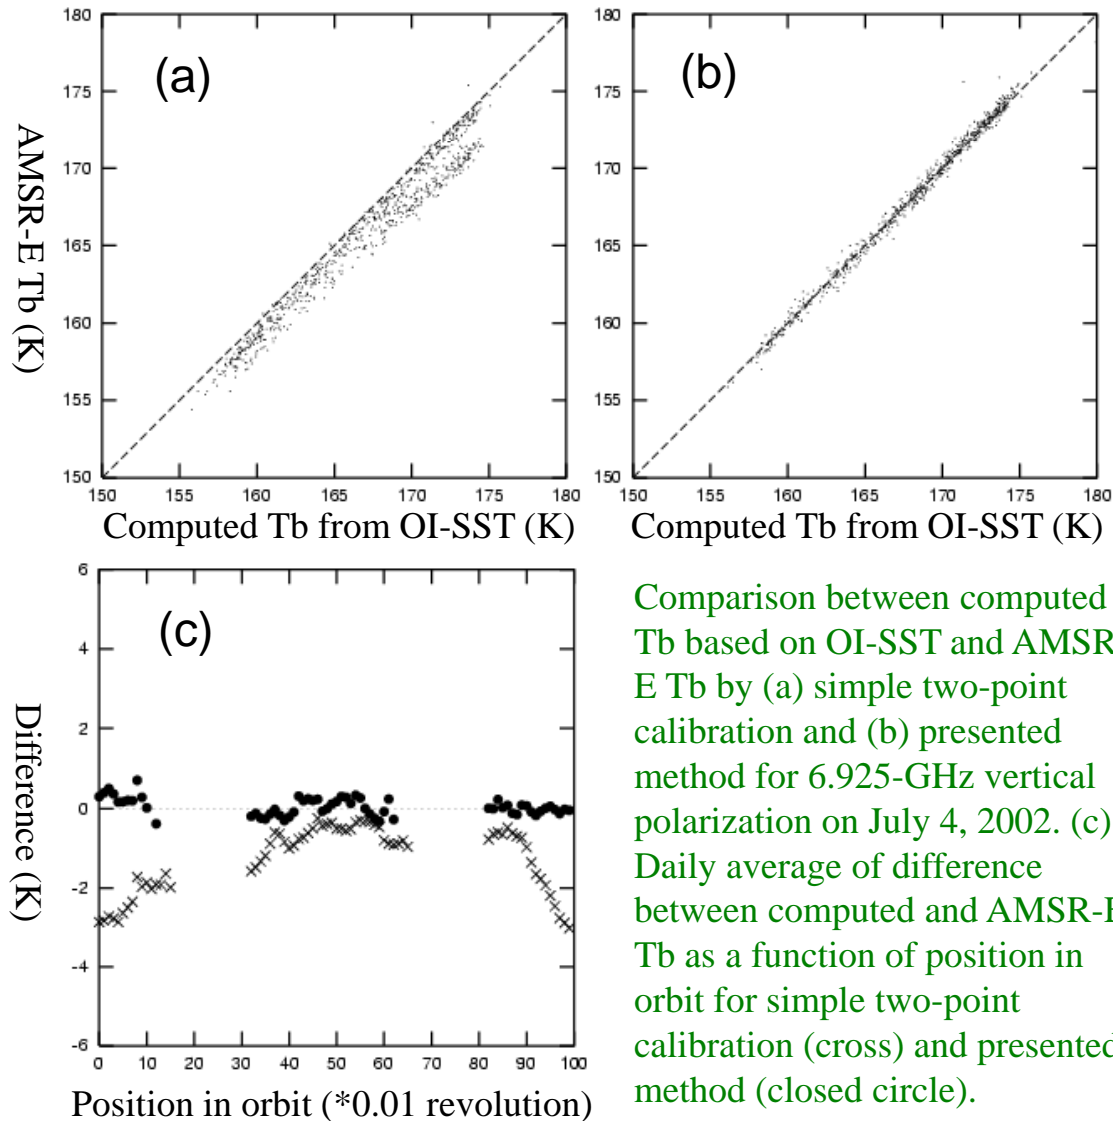 180
175
170
165
160
155
150
(a)
AMSR-E Tb (K)
150 155 160 165 170 175 180
Computed Tb from OI-SST (K)
180
175
170
165
160
155
150
(b)
150 155 160 165 170 175 180
Computed Tb from OI-SST (K)
6
4
2
0
-2
-4
-6
(c)
Difference (K)
0 10 20 30 40 50 60 70 80 90 100
Position in orbit (*0.01 revolution)
Comparison between computed
Tb based on OI-SST and AMSR-
E Tb by (a) simple two-point
calibration and (b) presented
method for 6.925-GHz vertical
polarization on July 4, 2002. (c)
Daily average of difference
between computed and AMSR-E
Tb as a function of position in
orbit for simple two-point
calibration (cross) and presented
method (closed circle).